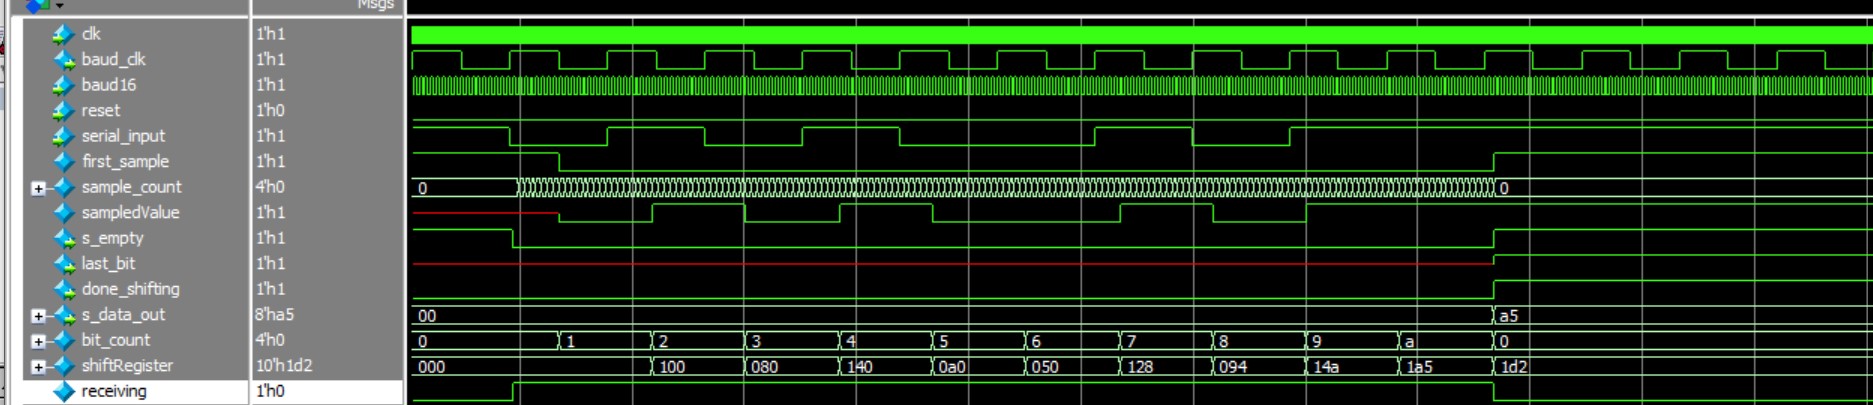 Msgs
clk 1'h1
baud_clk 1'h1
baud16 1'h1
reset 1'h0
serial_input 1'h1
first_sample 1'h1
sample_count 4'h0 0 0
sampledValue 1'h1
s_empty 1'h1
last_bit 1'h1
done_shifting 1'h1
s_data_out 8'ha5 00 a5
bit_count 4'h0 0 1 2 3 4 5 6 7 8 9 a 0
shiftRegister 10'h1d2 000 100 080 140 0a0 050 128 094 14a 1a5 1d2
receiving 1'h0